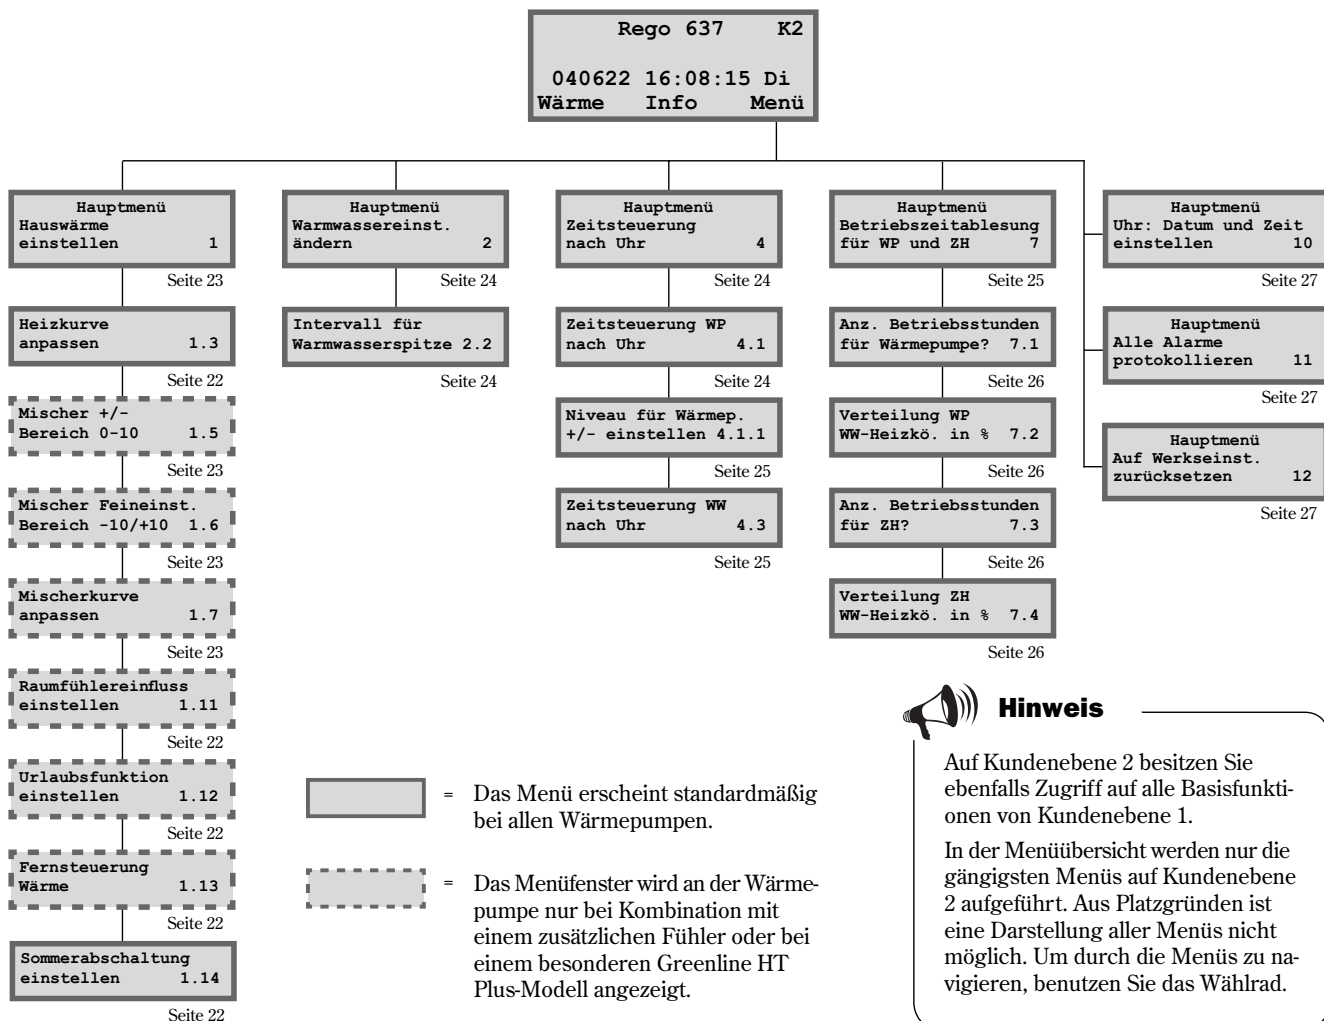 Rego 637 K2
040622 16:08:15 Di
Wärme Info Menü
Hauptmenü
Hauswärme
einstellen 1
Seite 23
Heizkurve
anpassen 1.3
Seite 22
Mischer +/-
Bereich 0-10 1.5
Seite 23
Mischer Feineinst.
Bereich -10/+10 1.6
Seite 23
Mischerkurve
anpassen 1.7
Seite 23
Raumfühlereinfluss
einstellen 1.11
Seite 22
Urlaubsfunktion
einstellen 1.12
Seite 22
Fernsteuerung
Wärme 1.13
Seite 22
Sommerabschaltung
einstellen 1.14
Seite 22
Hauptmenü
Warmwassereinst.
ändern 2
Seite 24
Intervall für
Warmwasserspitze 2.2
Seite 24
Hauptmenü
Zeitsteuerung
nach Uhr 4
Seite 24
Zeitsteuerung WP
nach Uhr 4.1
Seite 24
Niveau für Wärmep.
+/- einstellen 4.1.1
Seite 25
Zeitsteuerung WW
nach Uhr 4.3
Seite 25
Hauptmenü
Betriebszeitablesung
für WP und ZH 7
Seite 25
Anz. Betriebsstunden
für Wärmepumpe? 7.1
Seite 26
Verteilung WP
WW-Heizkö. in % 7.2
Seite 26
Anz. Betriebsstunden
für ZH? 7.3
Seite 26
Verteilung ZH
WW-Heizkö. in % 7.4
Seite 26
Hauptmenü
Uhr: Datum und Zeit
einstellen 10
Seite 27
Hauptmenü
Alle Alarme
protokollieren 11
Seite 27
Hauptmenü
Auf Werkseinst.
zurücksetzen 12
Seite 27
= Das Menü erscheint standardmäßig
bei allen Wärmepumpen.
= Das Menüfenster wird an der Wärme-
pumpe nur bei Kombination mit
einem zusätzlichen Fühler oder bei
einem besonderen Greenline HT
Plus-Modell angezeigt.
Hinweis
Auf Kundenebene 2 besitzen Sie
ebenfalls Zugriff auf alle Basisfunkti-
onen von Kundenebene 1.
In der Menüübersicht werden nur die
gängigsten Menüs auf Kundenebene
2 aufgeführt. Aus Platzgründen ist
eine Darstellung aller Menüs nicht
möglich. Um durch die Menüs zu na-
vigieren, benutzen Sie das Wählrad.